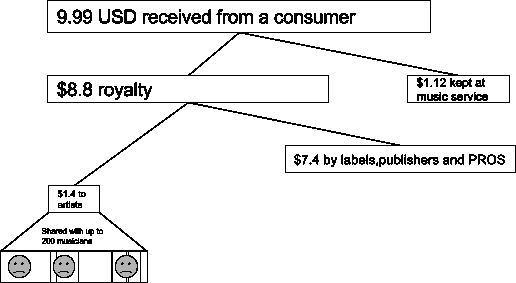 9.99 USD received from a consumer
$8.8 royalty
$1.12 kept at
music service
$7.4 by labels,publishers and PROS
$1.4 to
artists
Shared with up to
200 musicians